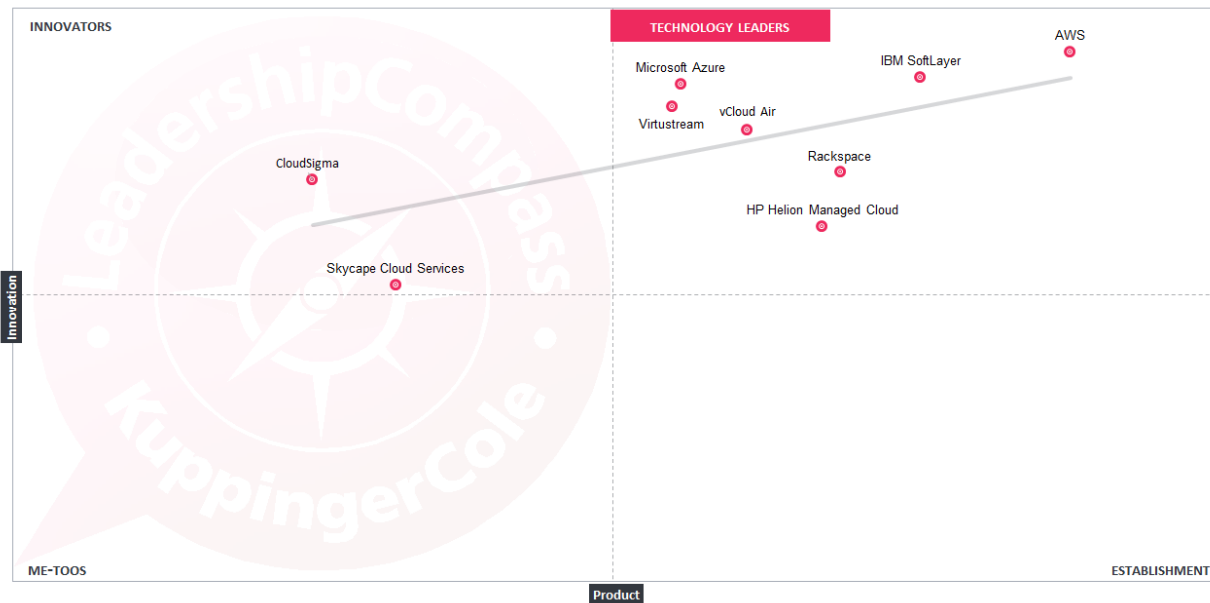 INNOVATORS
TECHNOLOGY LEADERS
AWS
IBM SoftLayer
Microsoft Azure
vCloud Air
Virtustream
Rackspace
CloudSigma
HP Helion Managed Cloud
Skycape Cloud Services
Innovation
LeadershipCompass
KuppingerCole
ME-TOOS
ESTABLISHMENT
Product